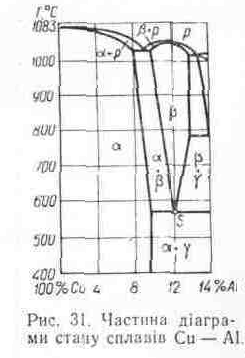 t,°C
1083
β+р
р
α+р
1000
900
β
800
α
α
+
β
β
+
γ
700
600
S
500
α+γ
400
100% Cu 4 8 12 14 % Al
Рис. 31. Частина діагра-
ми стану сплавів Cu — Al.